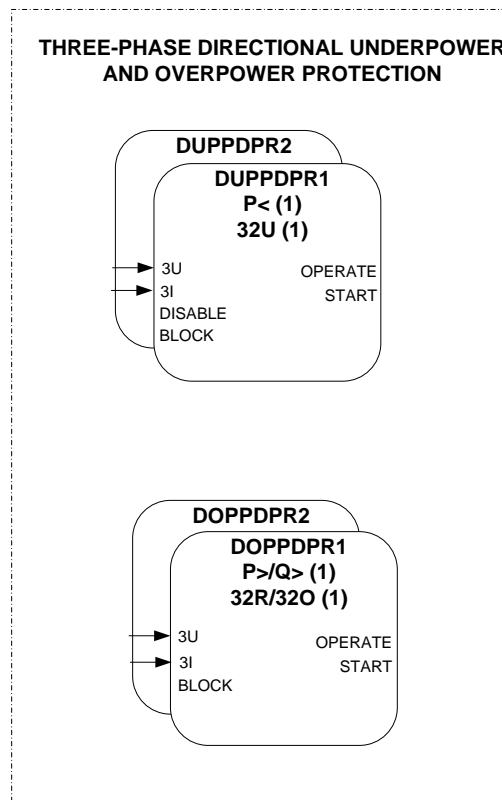 THREE-PHASE DIRECTIONAL UNDERPOWER
AND OVERPOWER PROTECTION
DUPPDPR2
DUPPDPR1
P< (1)
32U (1)
3U
OPERATE
3I
START
DISABLE
BLOCK
DOPPDPR2
DOPPDPR1
P>/Q> (1)
32R/32O (1)
3U
OPERATE
3I
START
BLOCK